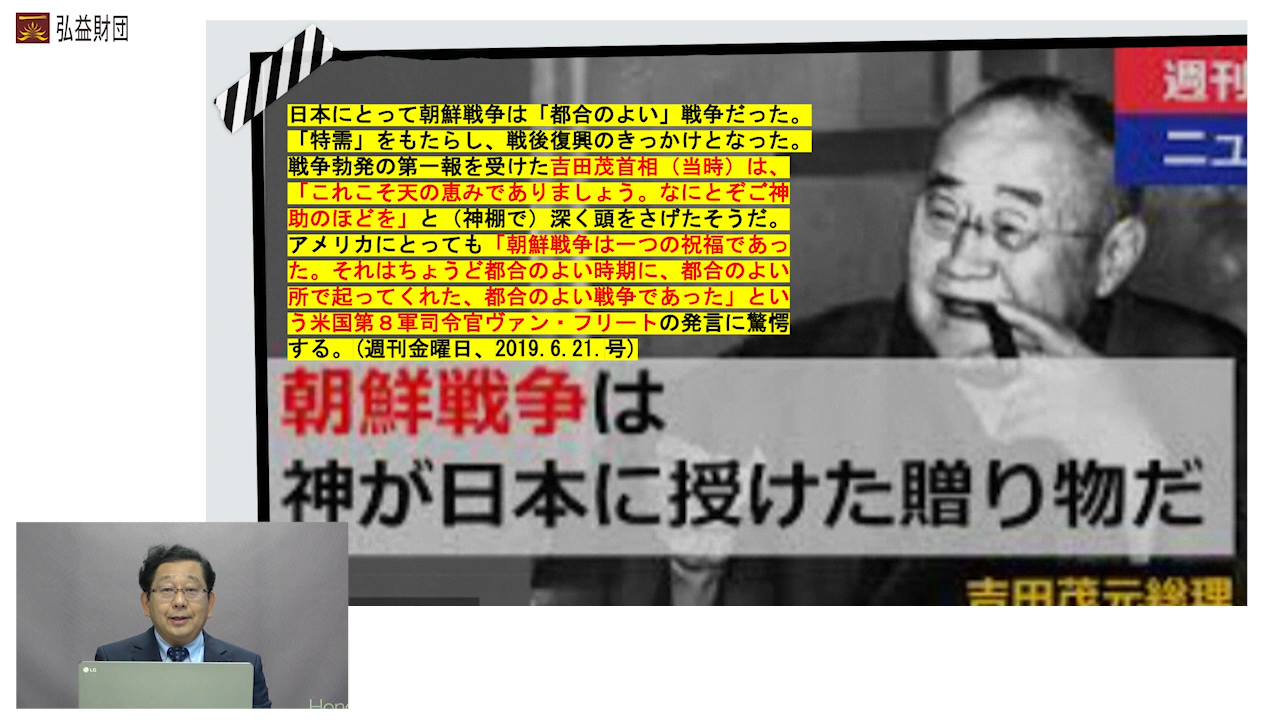 弘益財団
週刊
ニュ
日本にとって朝鮮戦争は「都合のよい」戦争だった。
「特需」をもたらし、戦後復興のきっかけとなった。
戦争勃発の第一報を受けた吉田茂首相（当時）は、
「これこそ天の恵みでありましょう。なにとぞご神
助のほどを」と（神棚で）深く頭をさげたそうだ。
アメリカにとっても「朝鮮戦争は一つの祝福であっ
た。それはちょうど都合のよい時期に、都合のよい
所で起ってくれた、都合のよい戦争であった」とい
う米国第８軍司令官ヴァン・フリートの発言に驚愕
する。(週刊金曜日、2019.6.21.号)
朝鮮戦争は
神が日本に授けた贈り物だ
吉田茂元総理
LG
Hong